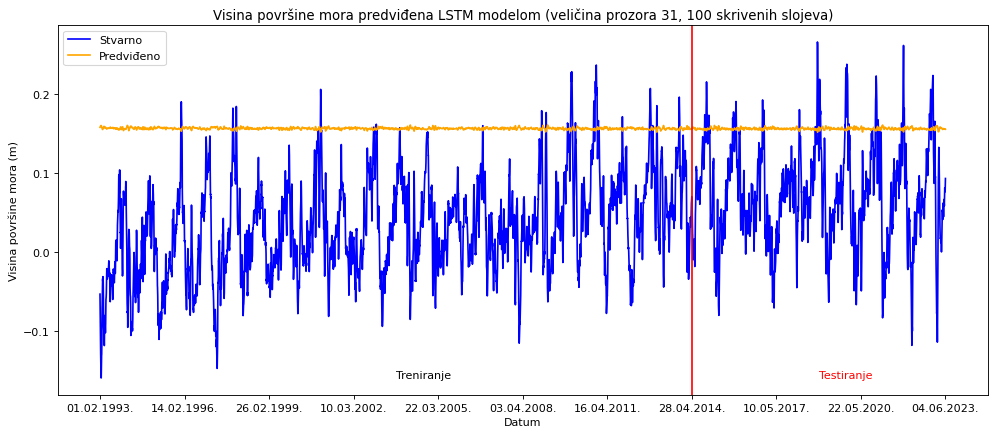 Visina površine mora predviđena LSTM modelom (veličina prozora 31, 100 skrivenih slojeva)
Stvarno
Predviđeno
Visina površine mora (m)
0.2
0.1
0.0
−0.1
Treniranje
Testiranje
01.02.1993.
14.02.1996.
26.02.1999.
10.03.2002.
22.03.2005.
03.04.2008.
16.04.2011.
28.04.2014.
10.05.2017.
22.05.2020.
04.06.2023.
Datum